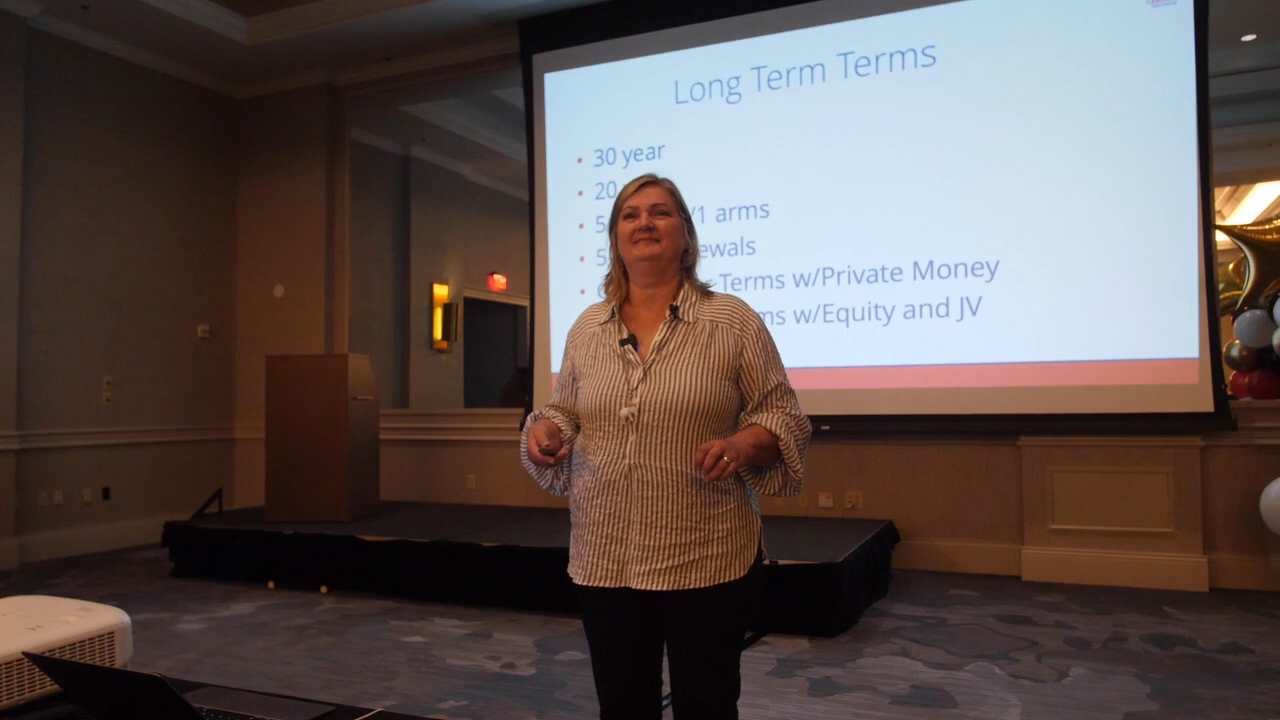 Long Term Terms
• 30 year
• 20
• 5 /1 arms
• 5 ewals
• Terms w/Private Money
ms w/Equity and JV